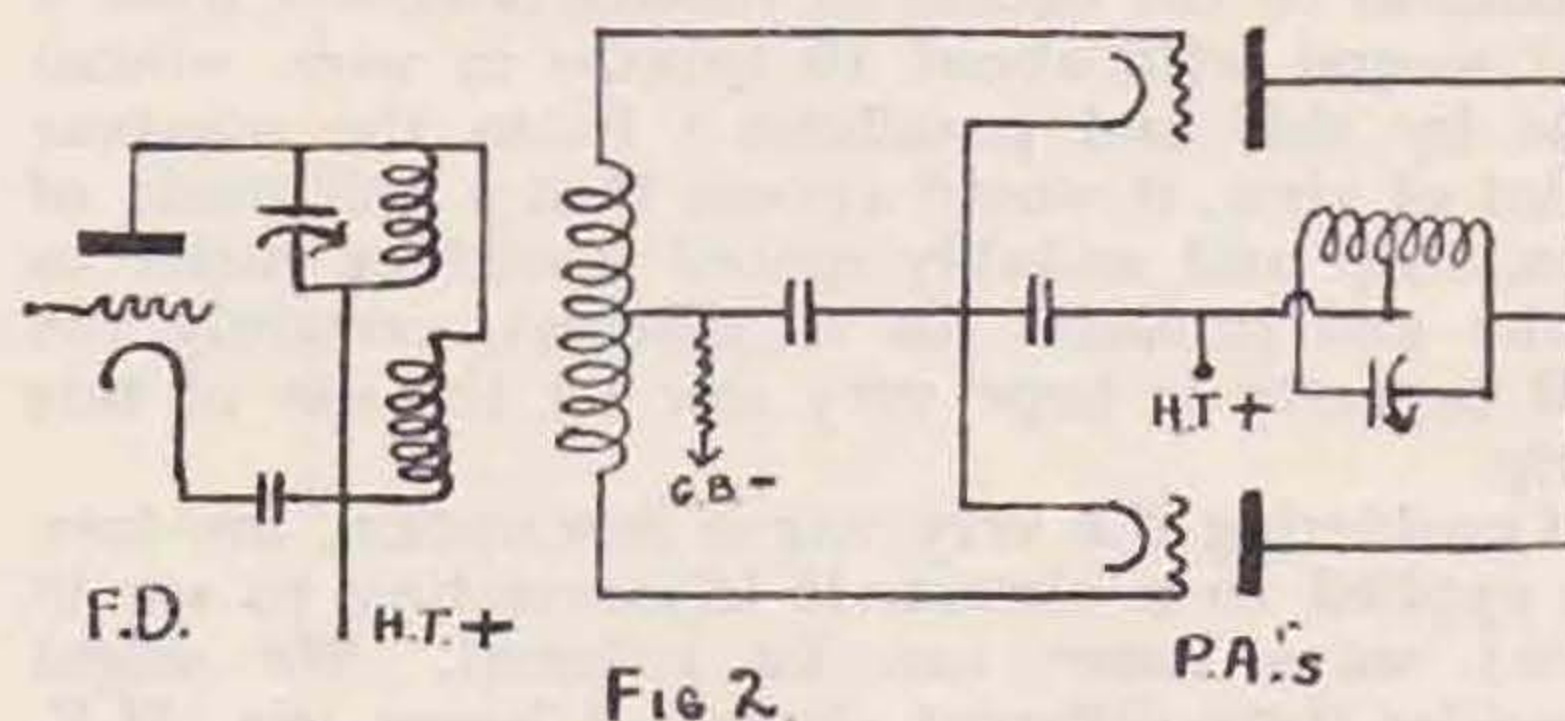 F.D.
H.T. +
G.B -
H.T +
P.A.'s
FIG 2.